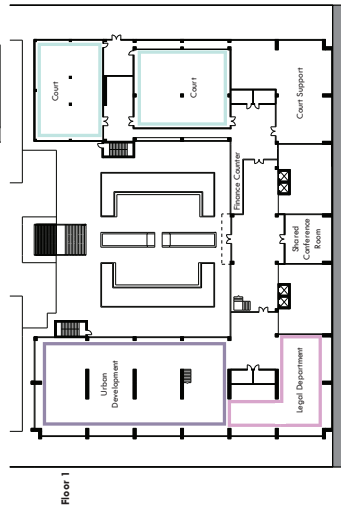 Court
Court
Court Support
Finance Counter
Shared
Conference
Room
Urban
Development
Legal Department
Floor 1